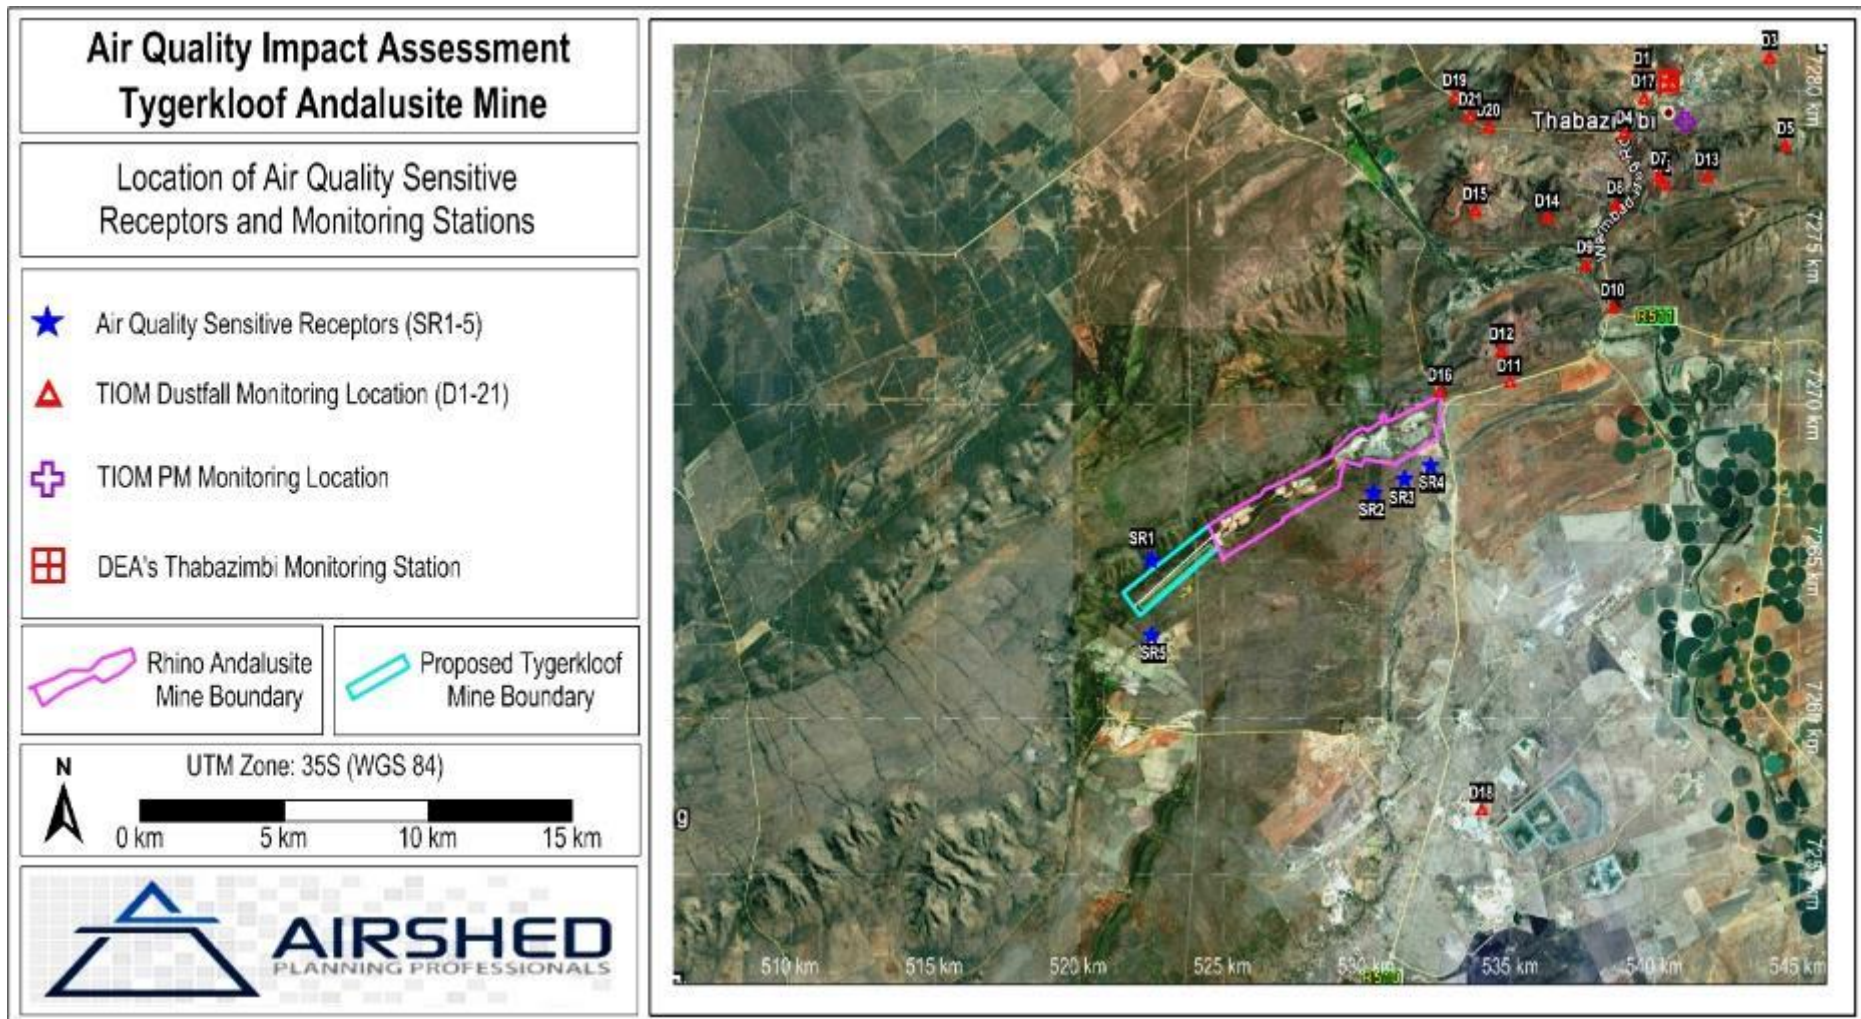 Air Quality Impact Assessment
Tygerkloof Andalusite Mine
Location of Air Quality Sensitive
Receptors and Monitoring Stations
Air Quality Sensitive Receptors (SR1-5)
TIOM Dustfall Monitoring Location (D1-21)
TIOM PM Monitoring Location
DEA's Thabazimbi Monitoring Station
Rhino Andalusite
Mine Boundary
Proposed Tygerkloof
Mine Boundary
N
UTM Zone: 35S (WGS 84)
0 km
5 km
10 km
15 km
AIRSHED
PLANNING PROFESSIONALS
D3
D1
D19
D17
D21
D20
D4
D5
D7
D13
D15
D14
D9
D10
D12
D11
D16
SR4
SR3
SR2
SR1
SR5
D18
g
7280 km
7275 km
7270 km
7265 km
7260 km
510 km
515 km
520 km
525 km
530 km
535 km
540 km
545 km